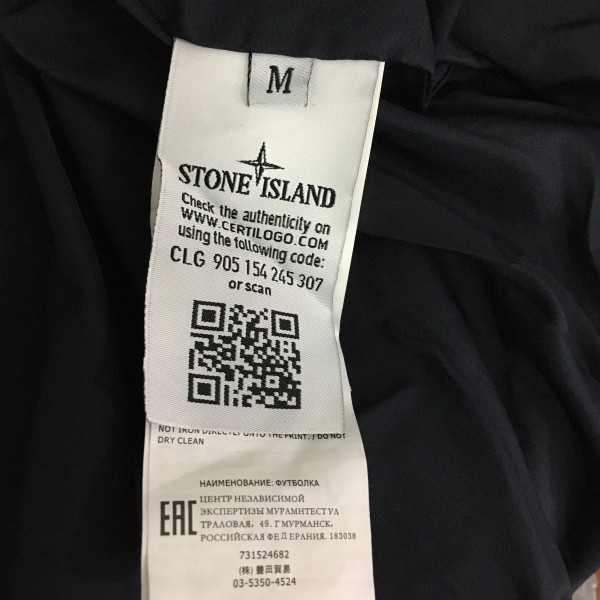 M
STONE ISLAND
Check the authenticity on
WWW.CERTILOGO.COM
using the following code:
CLG 905 154 245 307
or scan
NOT IRON DIRECTLY ONTO THE PRINT. / DO NOT
DRY CLEAN
НАИМЕНОВАНИЕ: ФУТБОЛКА
EAC
ЦЕНТР НЕЗАВИСИМОЙ
ЭКСПЕРТИЗЫ МУРАМНТЕСТ УЛ
ТРАЛОВАЯ, 49. Г МУРМАНСК,
РОССИЙСКАЯ ФЕДЕРАНИЯ. 183038
731524682
(株) 豊田貿易
03-5350-4524